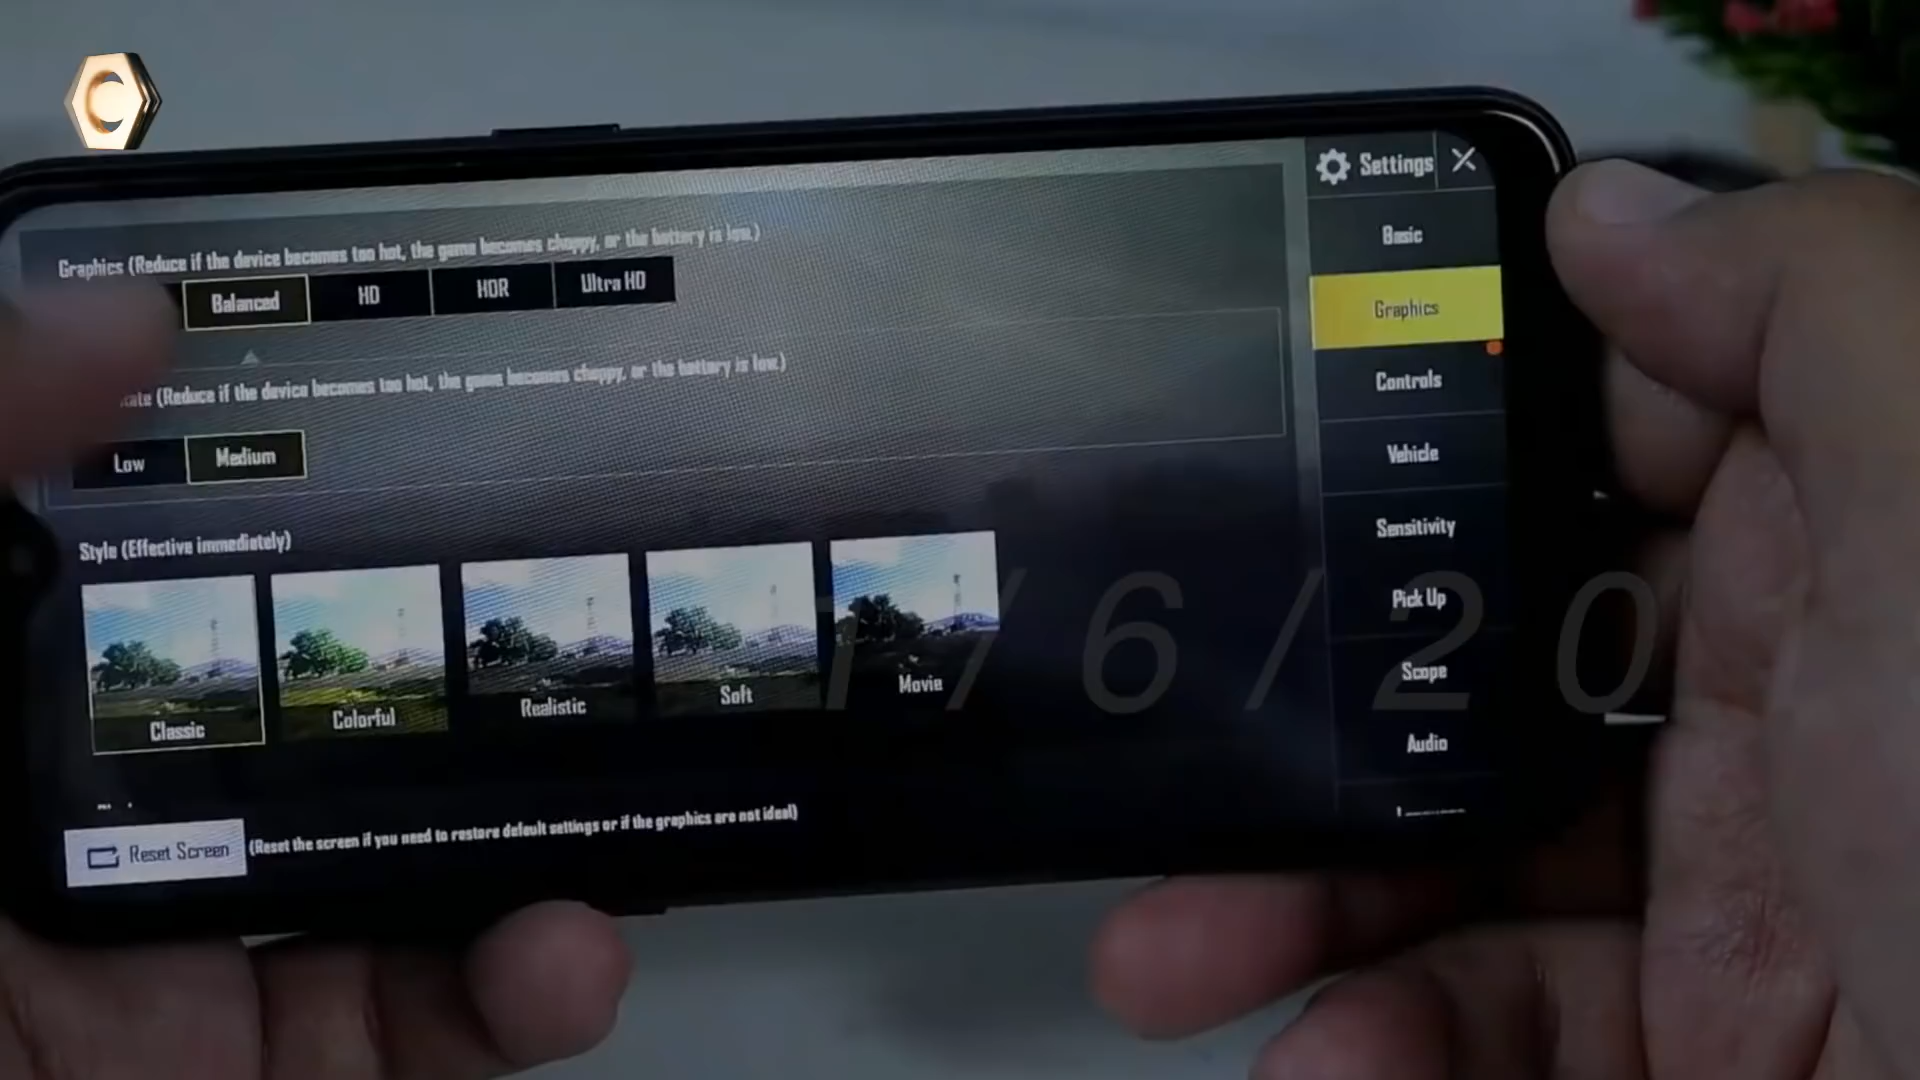 Settings
Basic
Graphics (Reduce if the device becomes too hot, the game becomes choppy, or the battery is low.)
Balanced
HD
HDR
Ultra HD
Graphics
(Reduce if the device becomes too hot, the game becomes choppy, or the battery is low.)
Controls
Low
Medium
Vehicle
Style (Effective immediately)
Sensitivity
Classic
Colorful
Realistic
Soft
Movie
Pick Up
/6/20
Scope
Audio
Reset Screen
(Reset the screen if you need to restore default settings or if the graphics are not ideal)